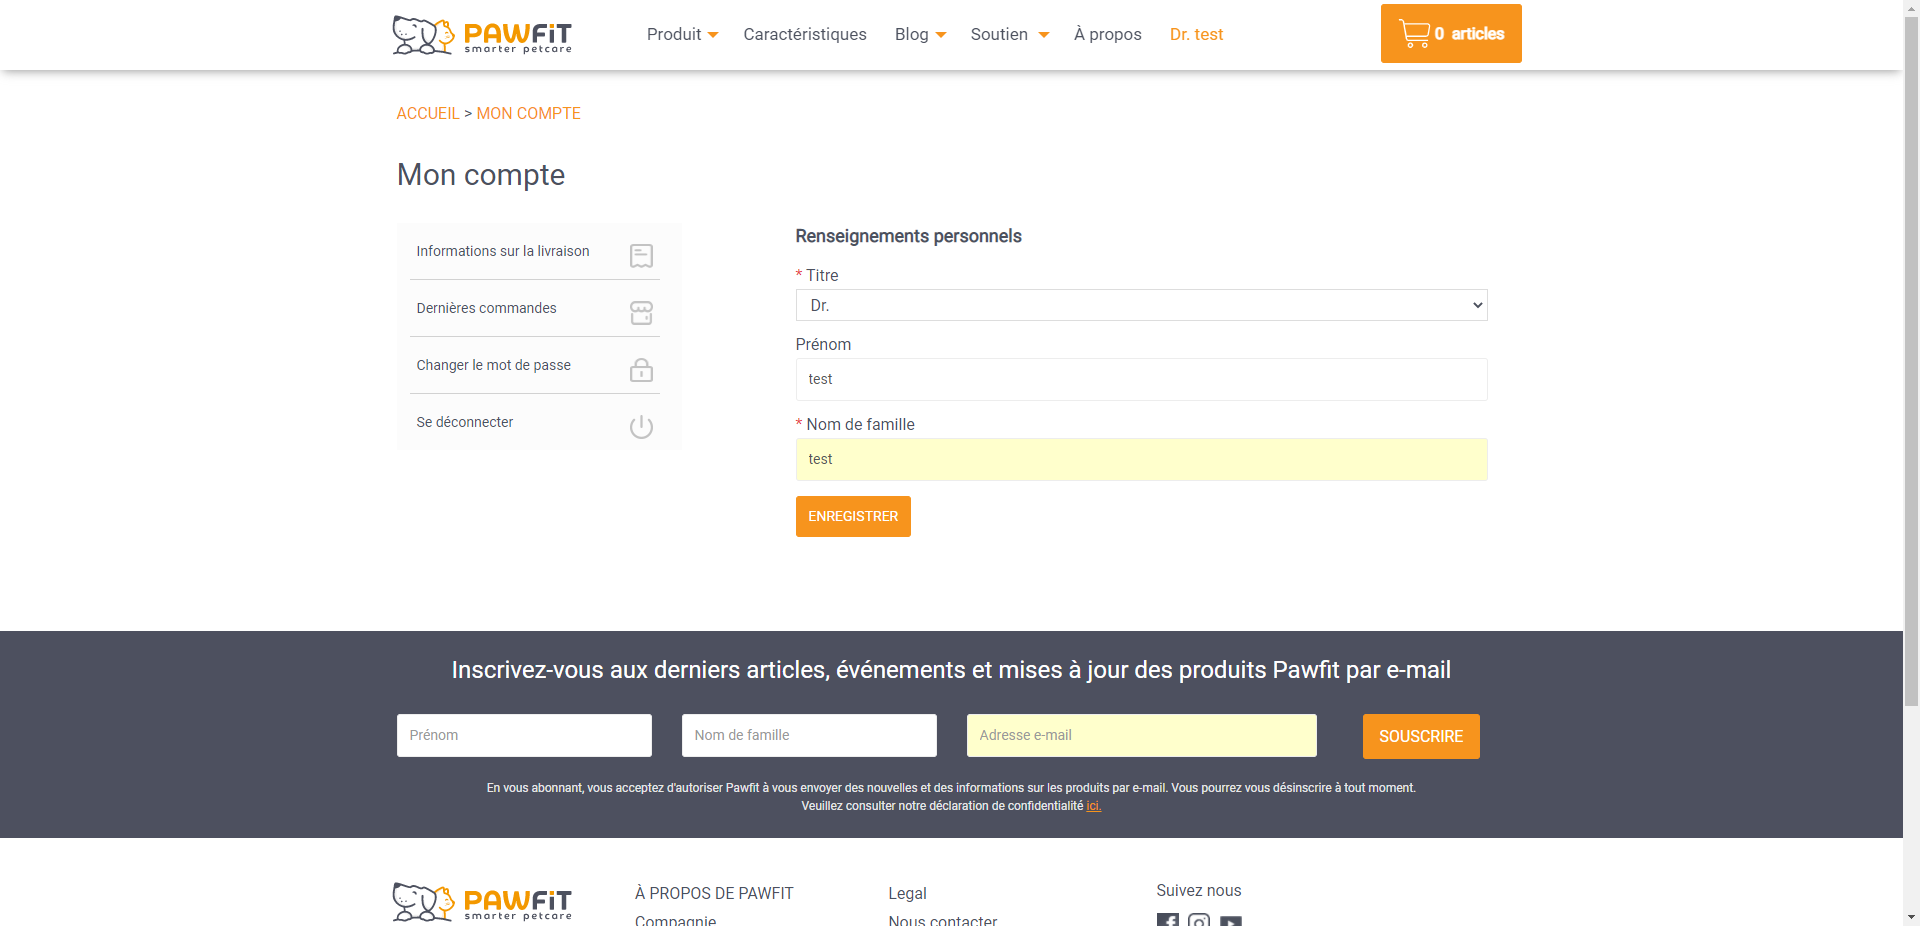 PAWFiT
smarter petcare
Produit
Caractéristiques
Blog
Soutien
À propos
Dr. test
0 articles
ACCUEIL > MON COMPTE
Mon compte
Informations sur la livraison
Dernières commandes
Changer le mot de passe
Se déconnecter
Renseignements personnels
* Titre
Dr.
Prénom
test
* Nom de famille
test
ENREGISTRER
Inscrivez-vous aux derniers articles, événements et mises à jour des produits Pawfit par e-mail
Prénom
Nom de famille
Adresse e-mail
SOUSCRIRE
En vous abonnant, vous acceptez d'autoriser Pawfit à vous envoyer des nouvelles et des informations sur les produits par e-mail. Vous pourrez vous désinscrire à tout moment.
Veuillez consulter notre déclaration de confidentialité ici.
PAWFiT
smarter petcare
À PROPOS DE PAWFIT
Compagnie
Legal
Nous contacter
Suivez nous